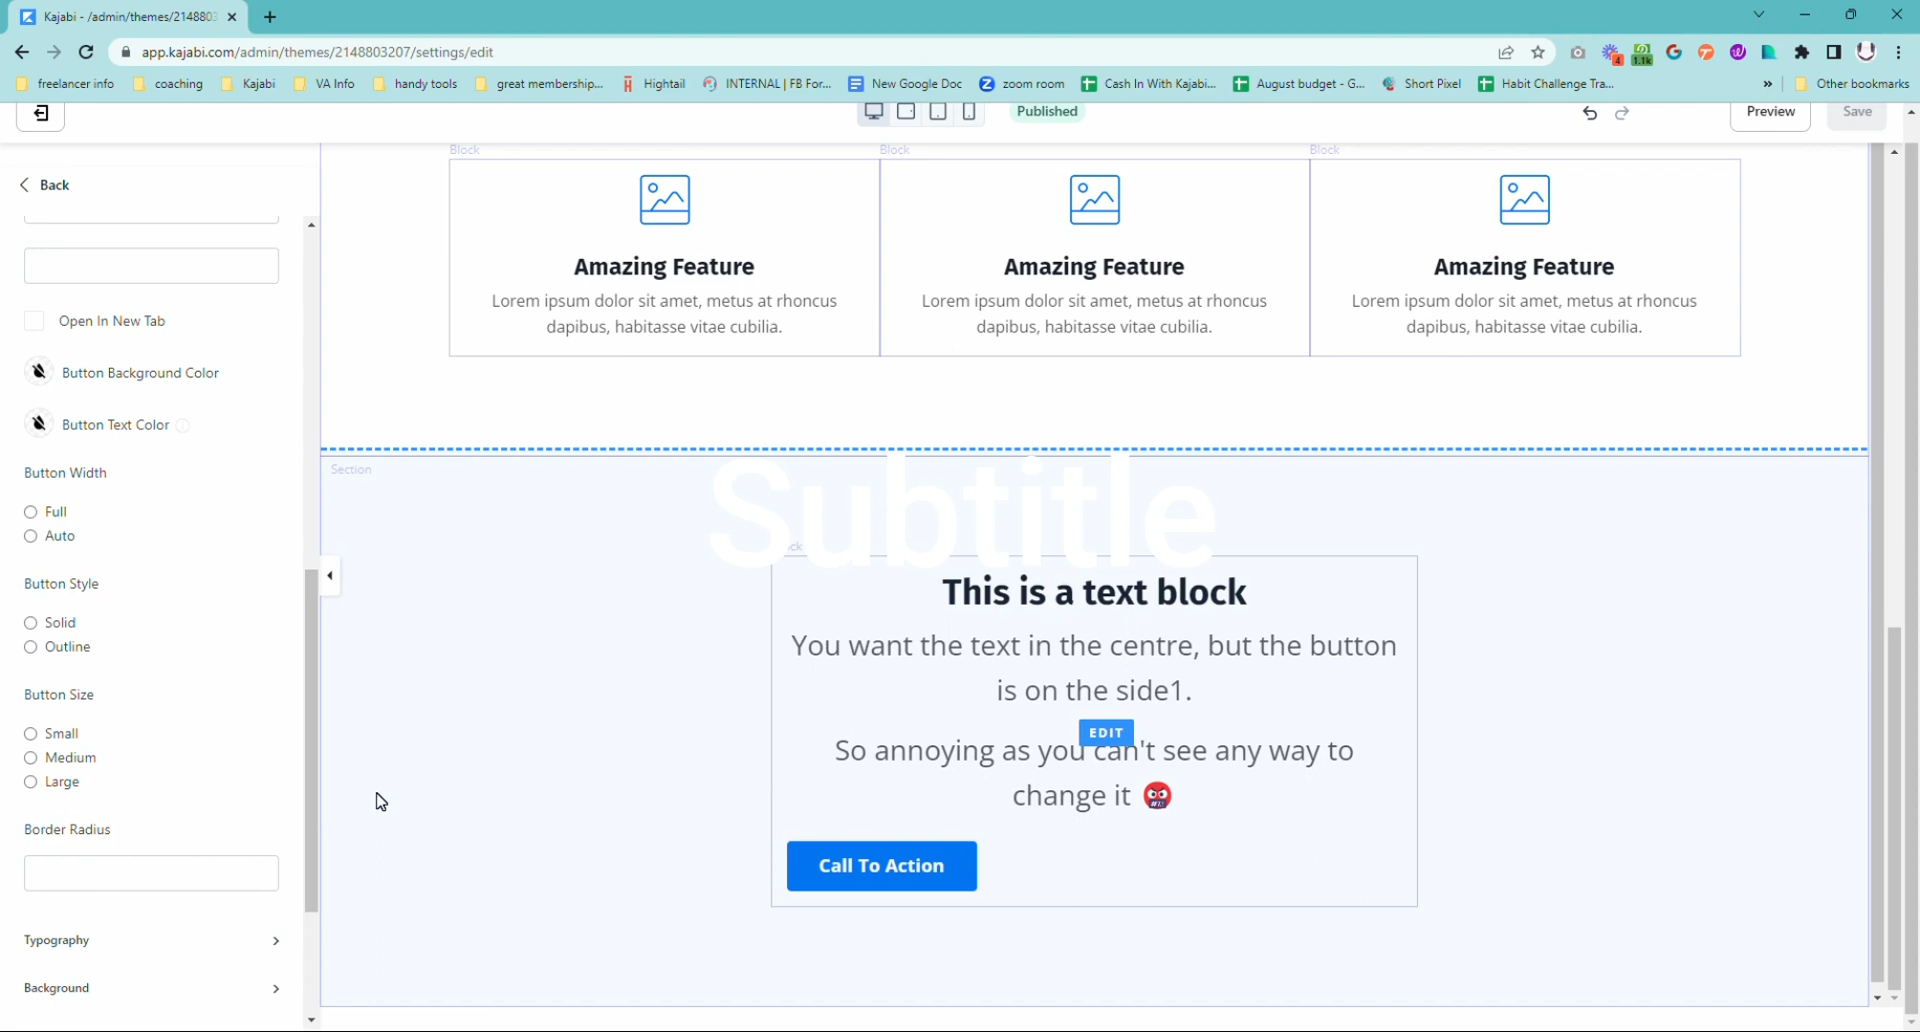 Kajabi - /admin/themes/2148803
app.kajabi.com/admin/themes/2148803207/settings/edit
4
1.1k
freelancer info
coaching
Kajabi
VA Info
handy tools
great membership...
Hightail
INTERNAL | FB For...
New Google Doc
zoom room
Cash In With Kajabi...
August budget - G...
Short Pixel
Habit Challenge Tra...
»
Other bookmarks
Published
Preview
Save
Back
Open In New Tab
Button Background Color
Button Text Color
Button Width
Full
Auto
Button Style
Solid
Outline
Button Size
Small
Medium
Large
Border Radius
Typography
Background
Block
Block
Block
Amazing Feature
Lorem ipsum dolor sit amet, metus at rhoncus
dapibus, habitasse vitae cubilia.
Amazing Feature
Lorem ipsum dolor sit amet, metus at rhoncus
dapibus, habitasse vitae cubilia.
Amazing Feature
Lorem ipsum dolor sit amet, metus at rhoncus
dapibus, habitasse vitae cubilia.
Section
Subtitle
This is a text block
You want the text in the centre, but the button
is on the side1.
EDIT
So annoying as you can't see any way to
change it
Call To Action